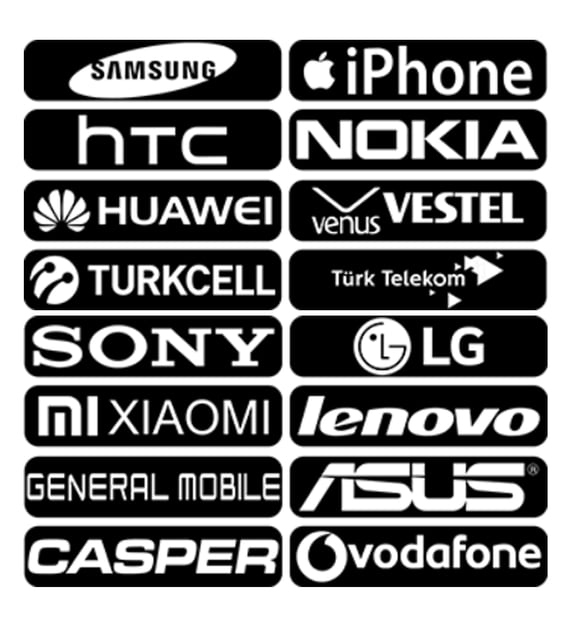 SAMSUNG
iPhone
hTC
NOKIA
HUAWEI
venus VESTEL
TURKCELL
Türk Telekom
SONY
LG LG
mi XIAOMI
lenovo
GENERAL MOBILE
ASUS®
CASPER
vodafone